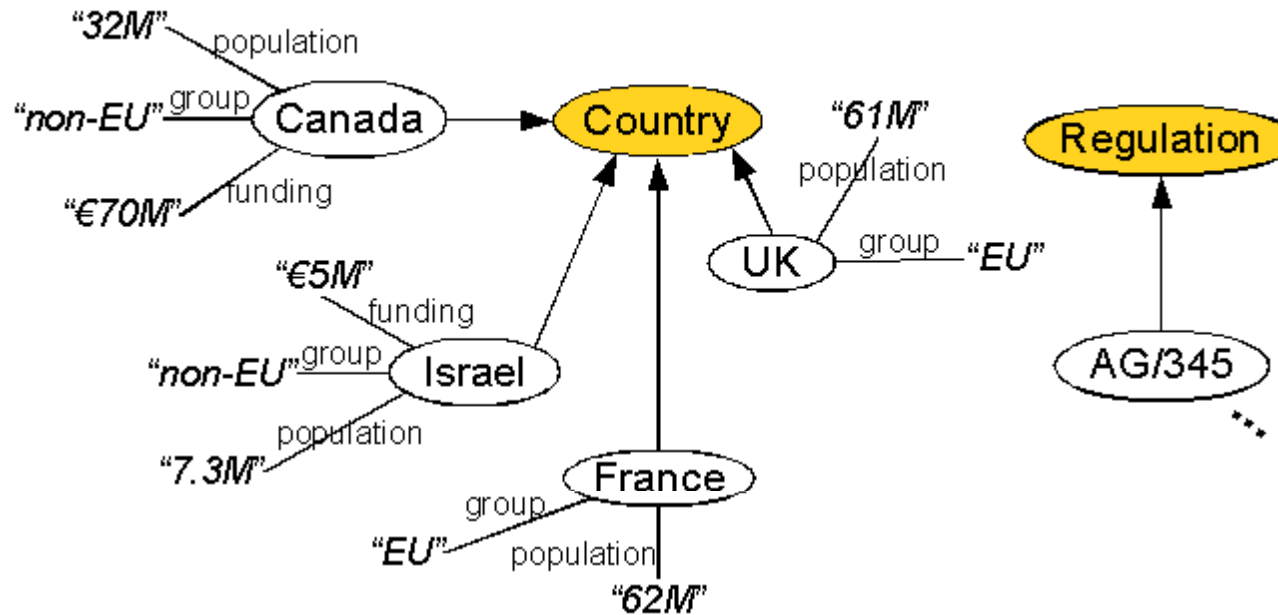 “32M”
population
“non-EU”
group
Canada
Country
“61M”
Regulation
funding
“€70M”
population
UK
group
“EU”
“€5M”
funding
“non-EU”
group
Israel
AG/345
population
“7.3M”
France
group
“EU”
population
“62M”
...